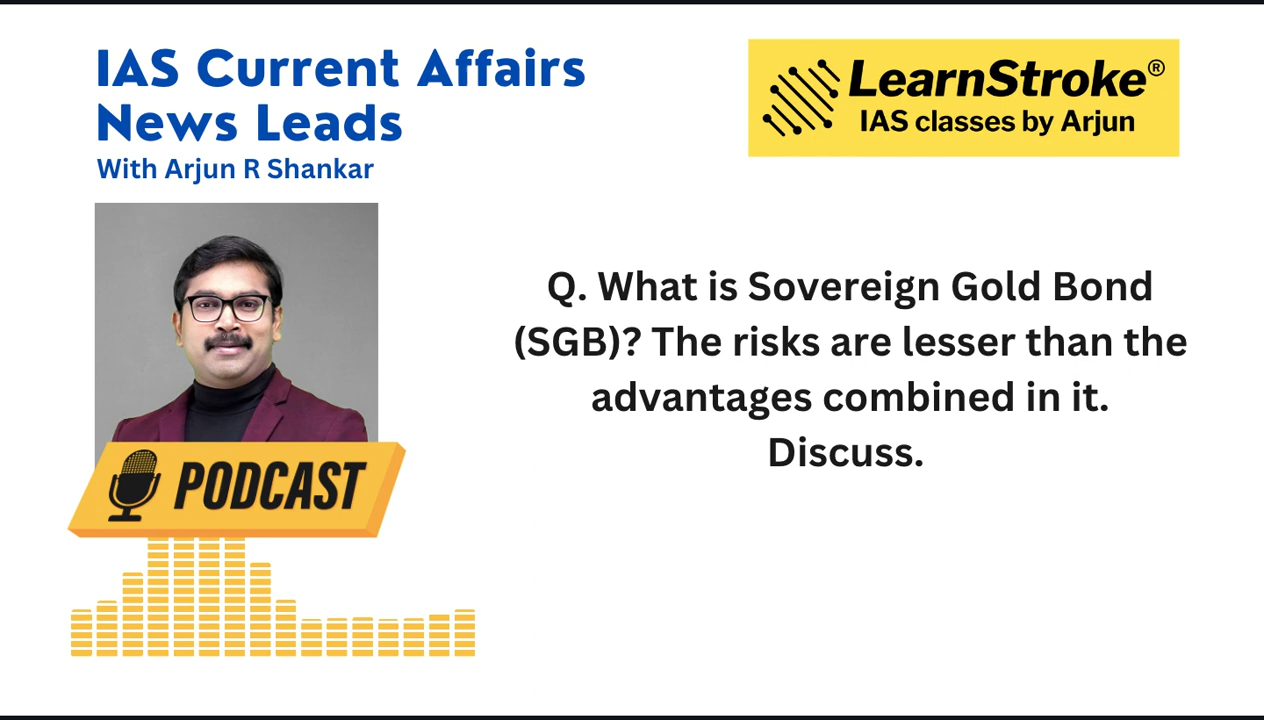 IAS Current Affairs
News Leads
With Arjun R Shankar
LearnStroke®
IAS classes by Arjun
Q. What is Sovereign Gold Bond
(SGB)? The risks are lesser than the
advantages combined in it.
Discuss.
PODCAST